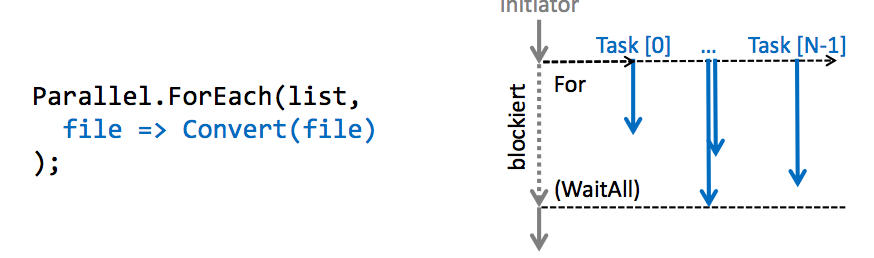 Parallel.ForEach(list,
file => Convert(file)
);
Initiator
Task [0] ... Task [N-1]
For
blockiert
(WaitAll)